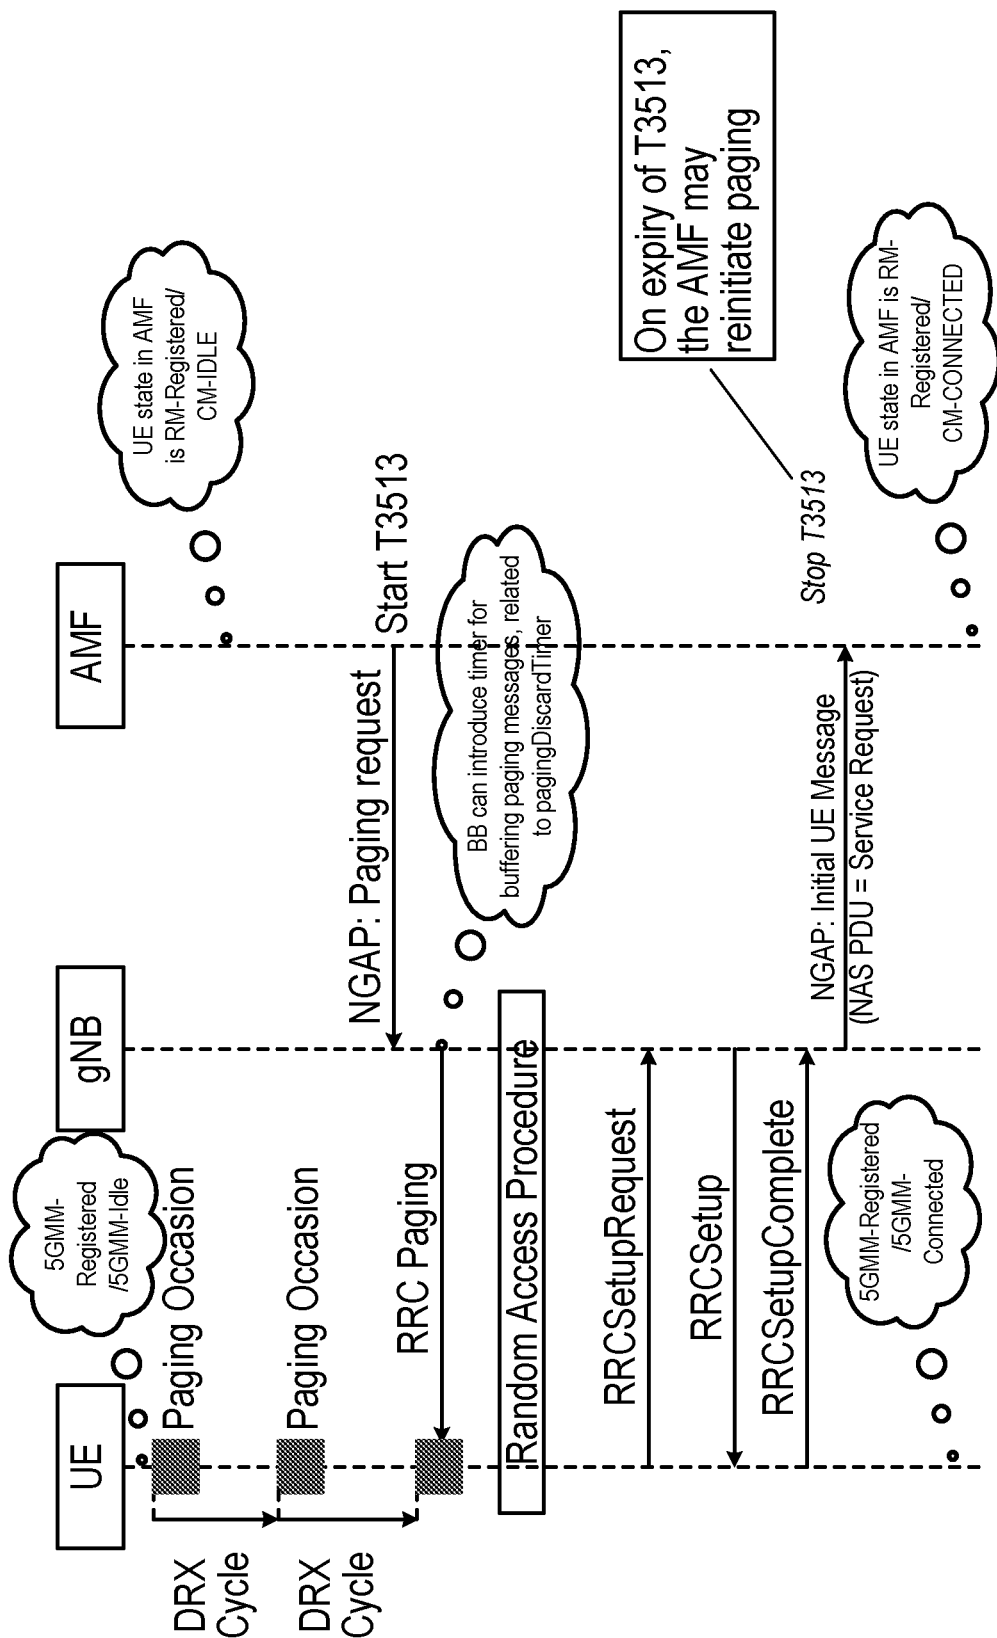 UE
gNB
AMF
5GMM-
Registered
/5GMM-Idle
UE state in AMF
is RM-Registered/
CM-IDLE
Paging Occasion
DRX
Cycle
Paging Occasion
DRX
Cycle
NGAP: Paging request
Start T3513
RRC Paging
BB can introduce timer for
buffering paging messages, related
to pagingDiscardTimer
Random Access Procedure
RRCSetupRequest
On expiry of T3513,
the AMF may
reinitiate paging
RRCSetup
RRCSetupComplete
Stop T3513
NGAP: Initial UE Message
(NAS PDU = Service Request)
5GMM-Registered
/5GMM-
Connected
UE state in AMF is RM-
Registered/
CM-CONNECTED